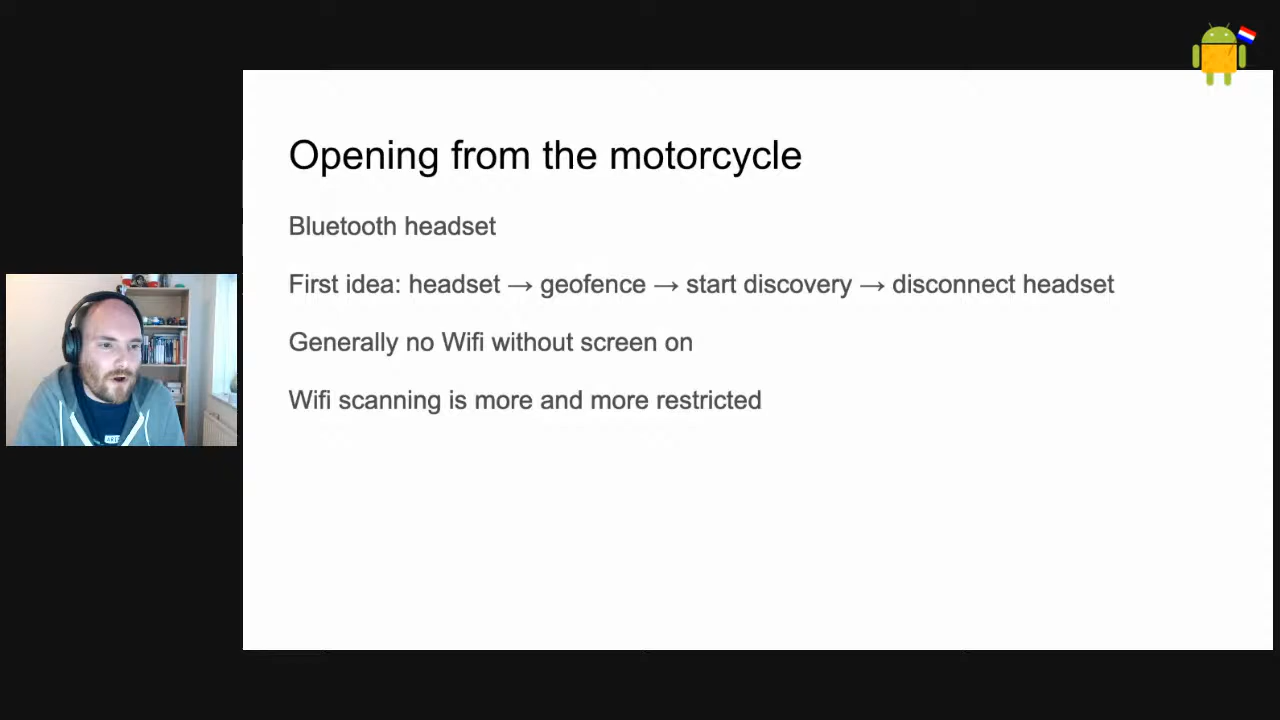 Opening from the motorcycle
Bluetooth headset
First idea: headset → geofence → start discovery → disconnect headset
Generally no Wifi without screen on
Wifi scanning is more and more restricted